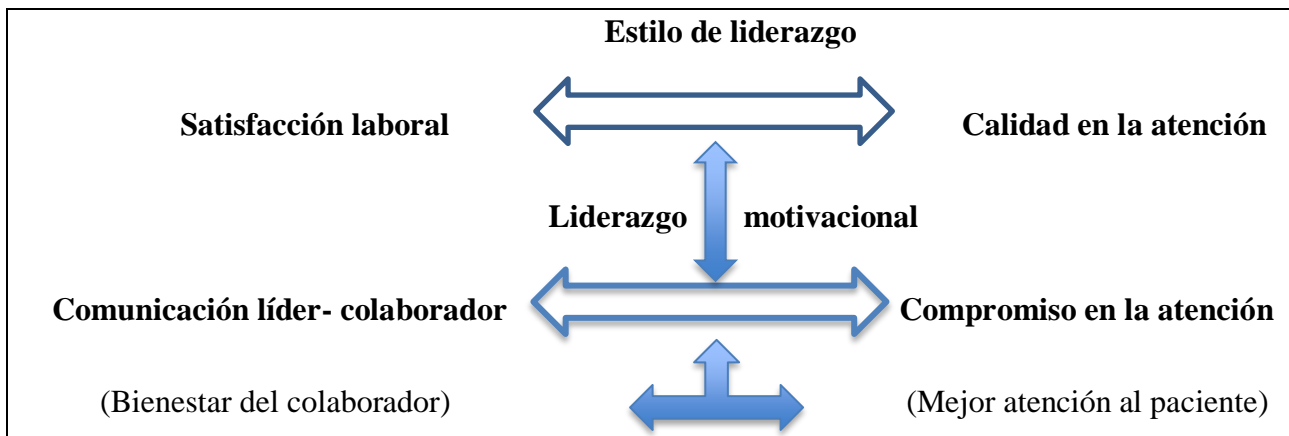 Estilo de liderazgo
Satisfacción laboral Calidad en la atención
Liderazgo motivacional
Comunicación líder- colaborador Compromiso en la atención
(Bienestar del colaborador) (Mejor atención al paciente)